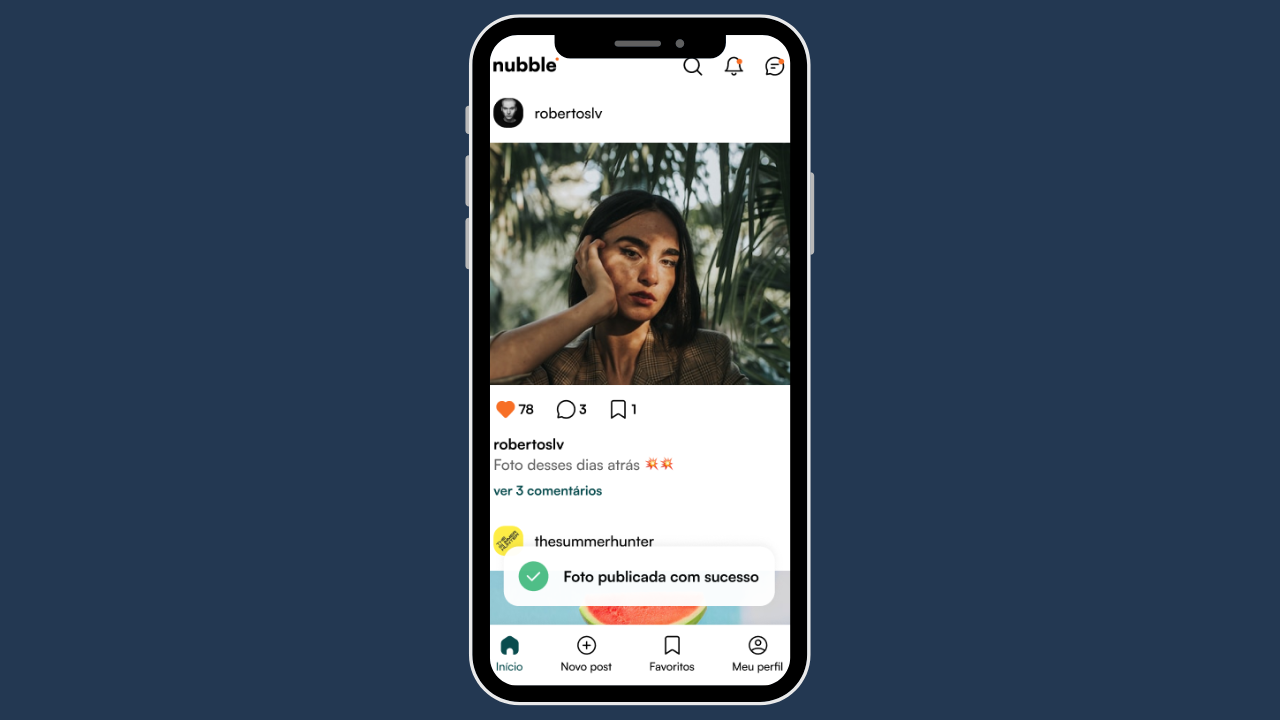 nubble
robertoslv
78 3 1
robertoslv
Foto desses dias atrás 💥💥
ver 3 comentários
thesummerhunter
Foto publicada com sucesso
Início Novo post Favoritos Meu perfil